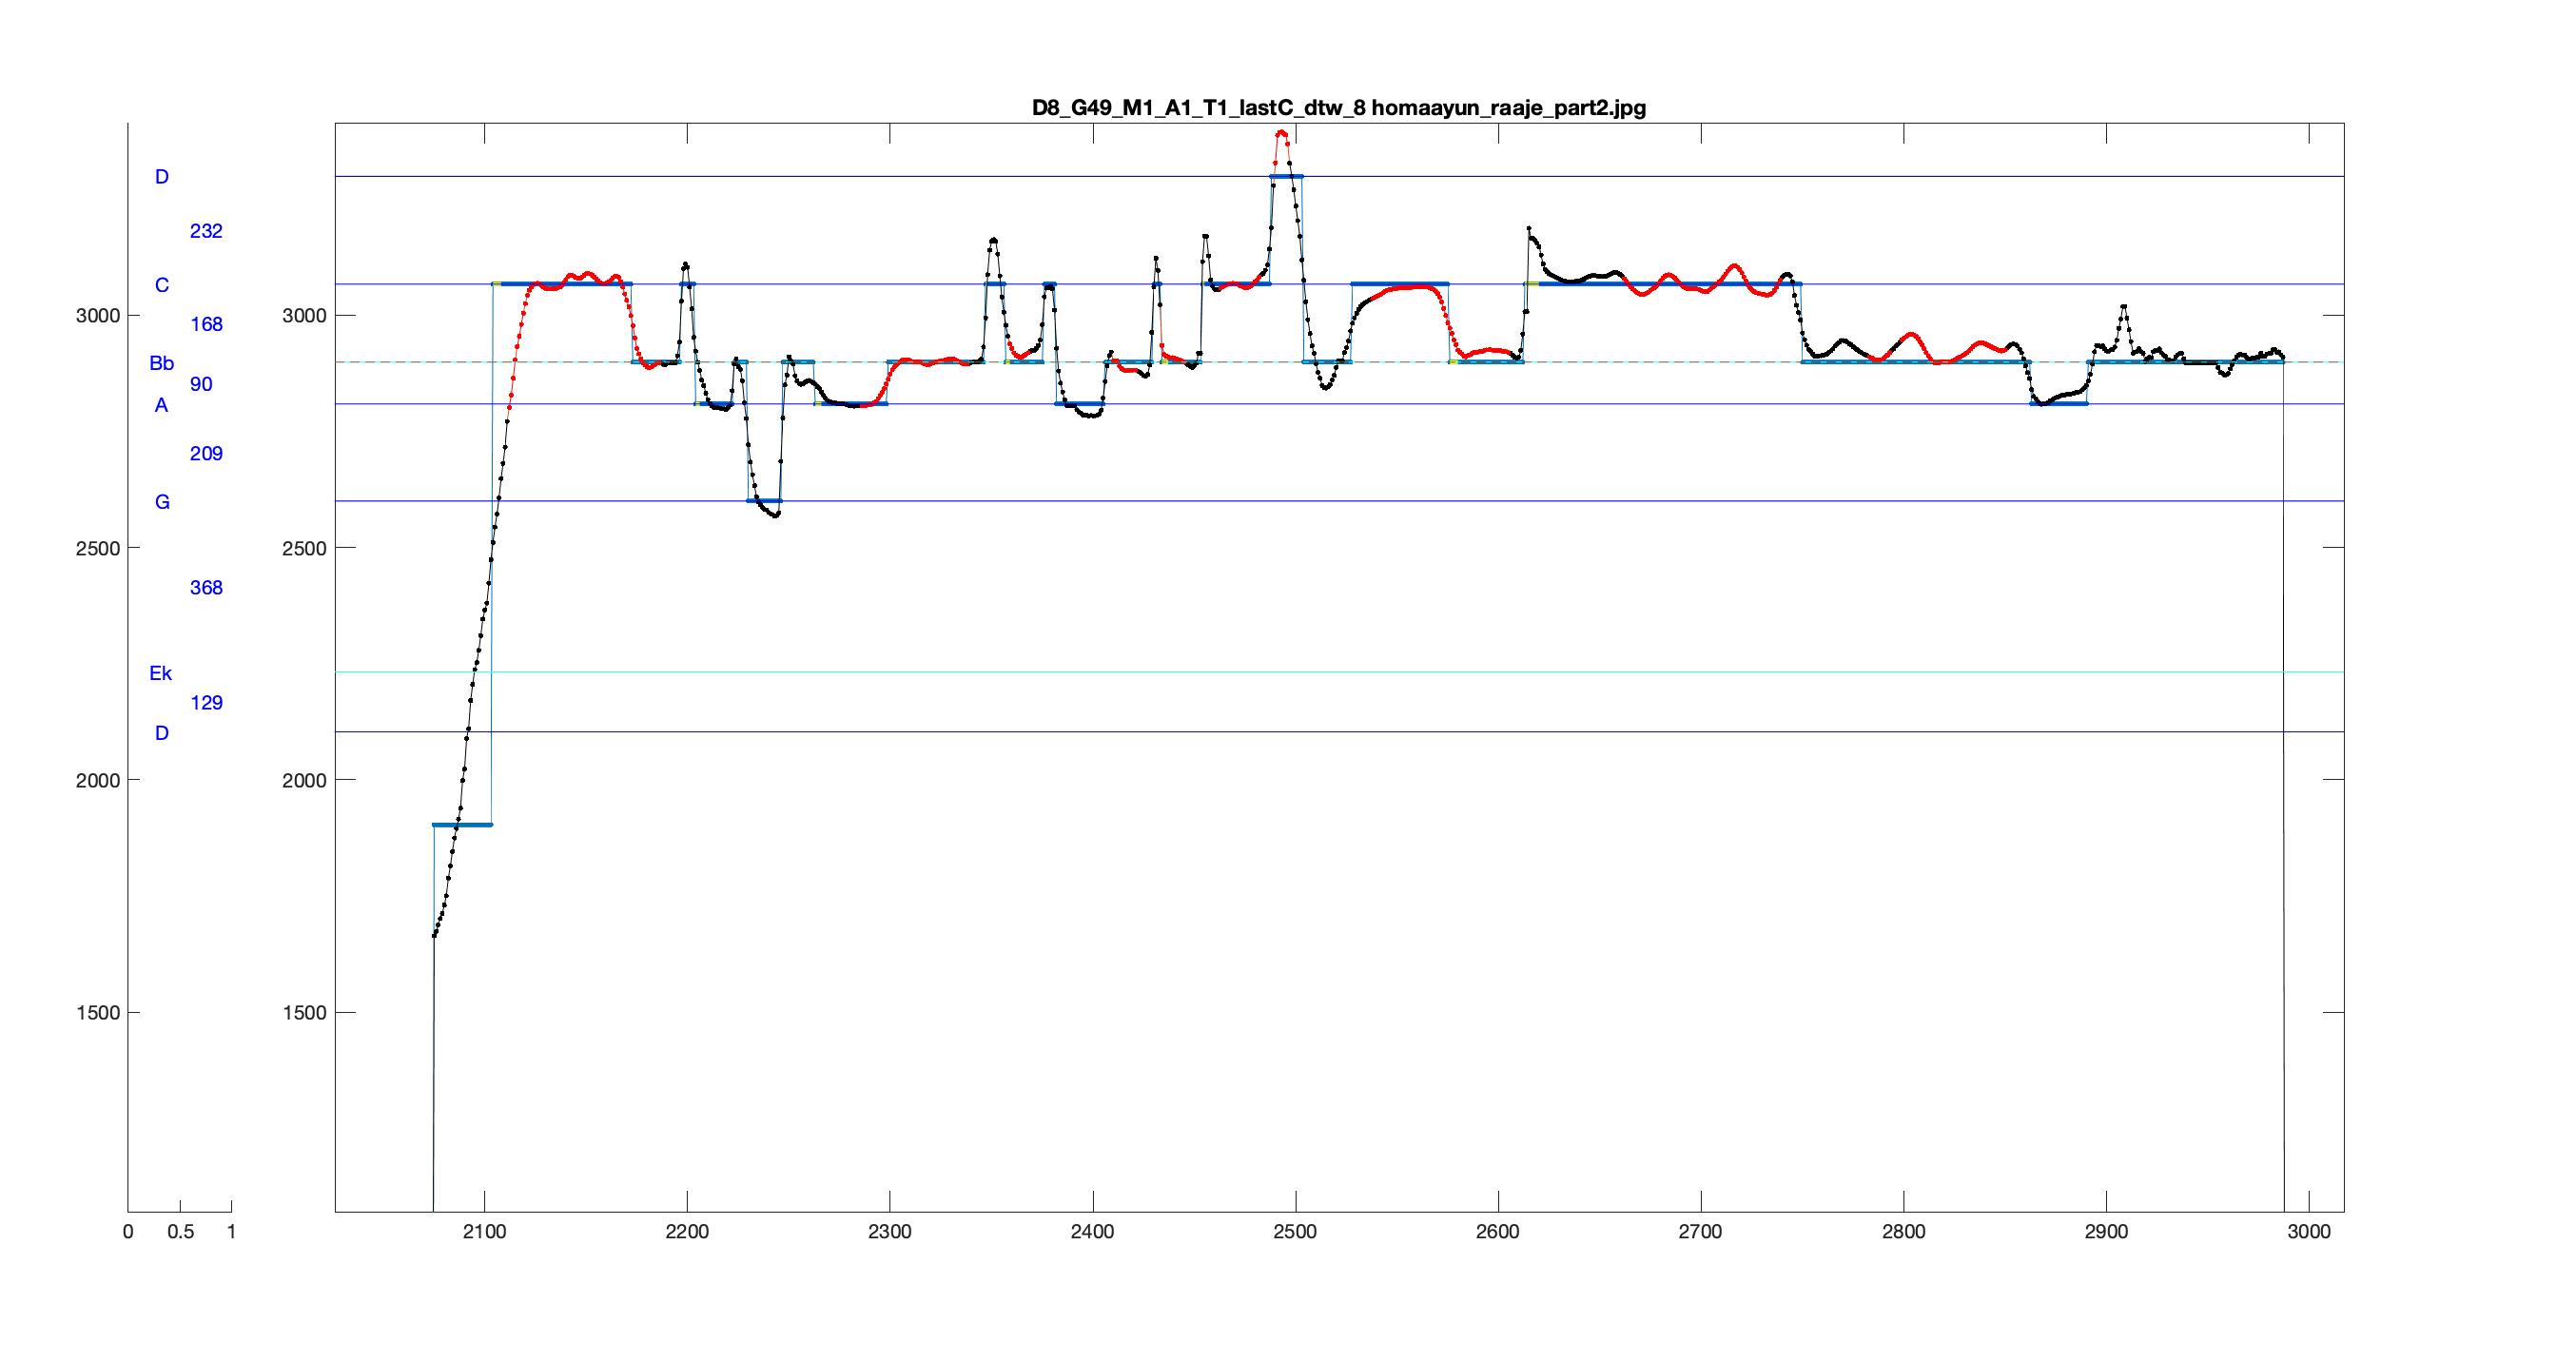 D8_G49_M1_A1_T1_lastC_dtw_8 homaayun_raaje_part2.jpg
D
232
C
3000 168 3000
Bb
90
A
209
G
2500 2500
368
Ek
129
D
2000 2000
1500 1500
0 0.5 1 2100 2200 2300 2400 2500 2600 2700 2800 2900 3000